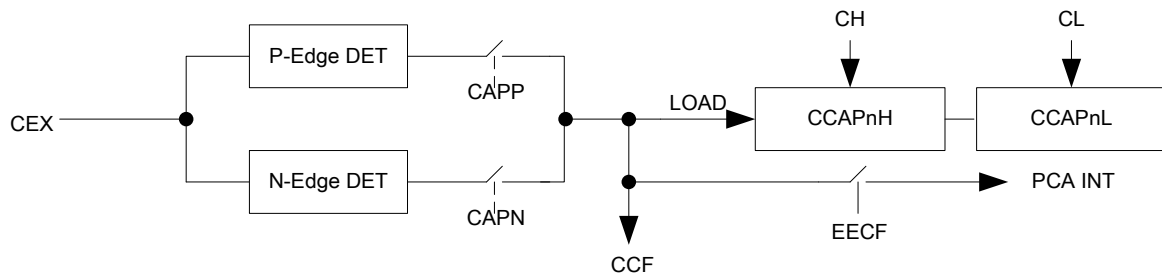 CH
CL
P-Edge DET
CAPP
LOAD
CEX
CCAPnH
CCAPnL
N-Edge DET
PCA INT
CAPN
EECF
CCF